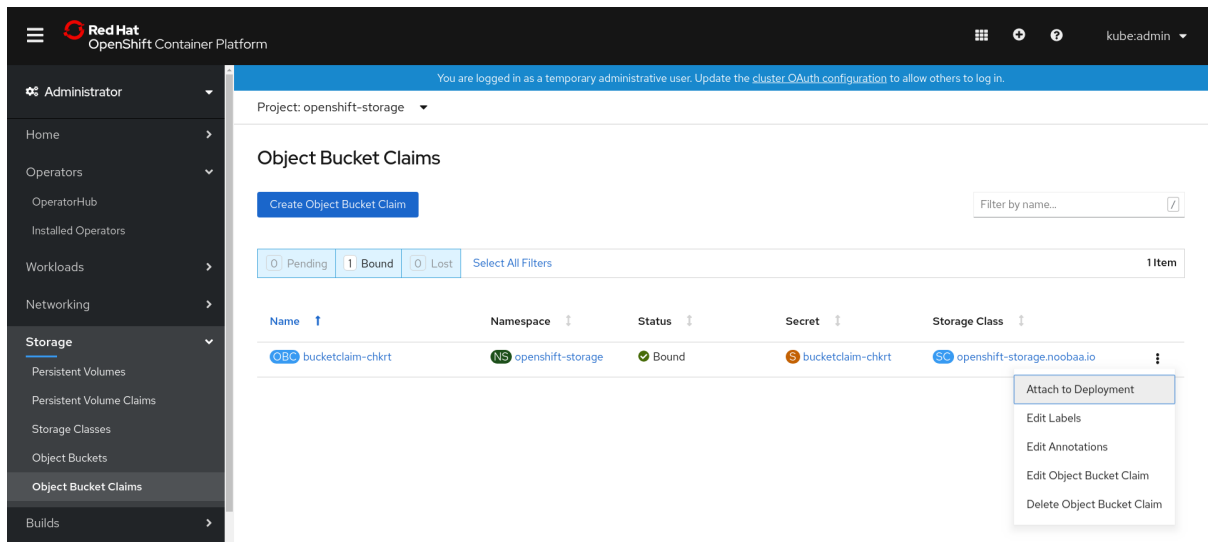 Red Hat
OpenShift Container Platform
kube:admin
Administrator
You are logged in as a temporary administrative user. Update the cluster OAuth configuration to allow others to log in.
Project: openshift-storage
Home
Operators
OperatorHub
Installed Operators
Workloads
Networking
Storage
Persistent Volumes
Persistent Volume Claims
Storage Classes
Object Buckets
Object Bucket Claims
Builds
Object Bucket Claims
Create Object Bucket Claim
Filter by name... /
0 Pending 1 Bound 0 Lost Select All Filters 1 Item
Name Namespace Status Secret Storage Class
OBC bucketclaim-chkrt NS openshift-storage Bound S bucketclaim-chkrt SC openshift-storage.noobaa.io
Attach to Deployment
Edit Labels
Edit Annotations
Edit Object Bucket Claim
Delete Object Bucket Claim